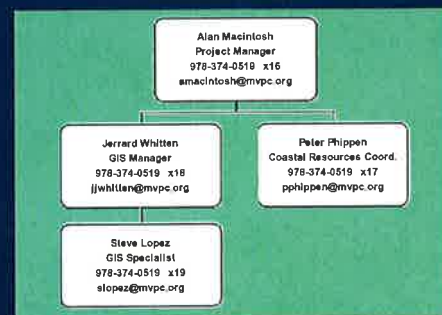 Alan Macintosh
Project Manager
978-374-0519 x16
amacintosh@mvpc.org
Jerrard Whitten
GIS Manager
978-374-0519 x18
jjwhitten@mvpc.org
Peter Phippen
Coastal Resources Coord.
978-374-0519 x17
pphippen@mvpc.org
Steve Lopez
GIS Specialist
978-374-0519 x19
slopez@mvpc.org